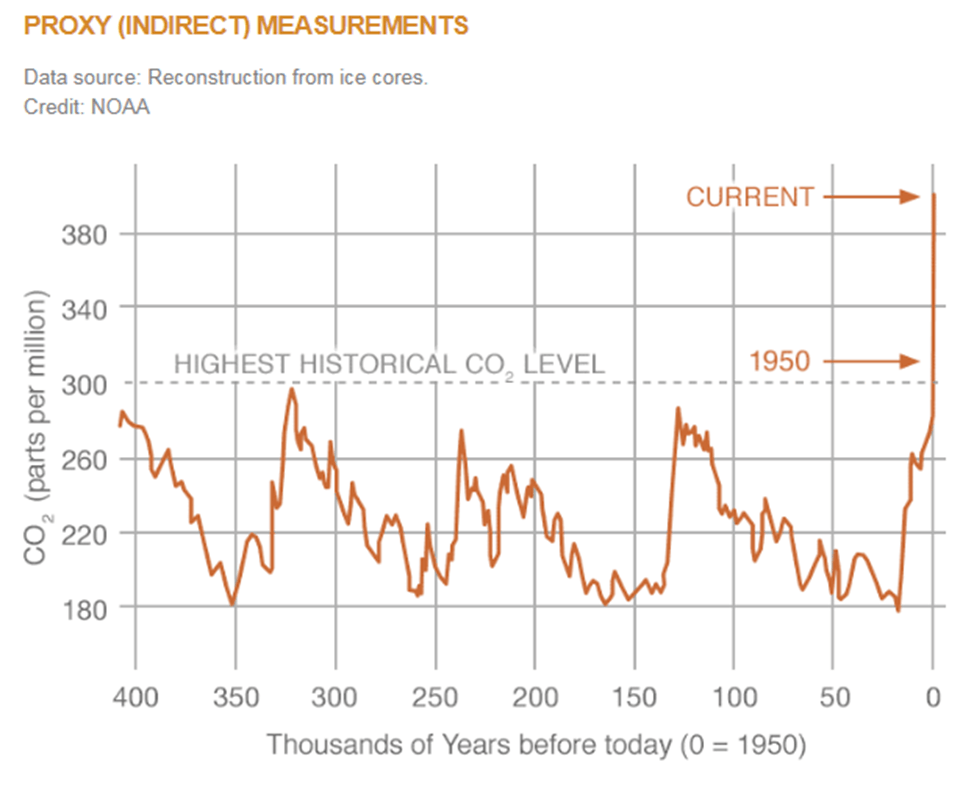 PROXY (INDIRECT) MEASUREMENTS
Data source: Reconstruction from ice cores.
Credit: NOAA
CURRENT
380
340
HIGHEST HISTORICAL CO₂ LEVEL
1950
300
260
220
180
CO₂ (parts per million)
400 350 300 250 200 150 100 50 0
Thousands of Years before today (0 = 1950)